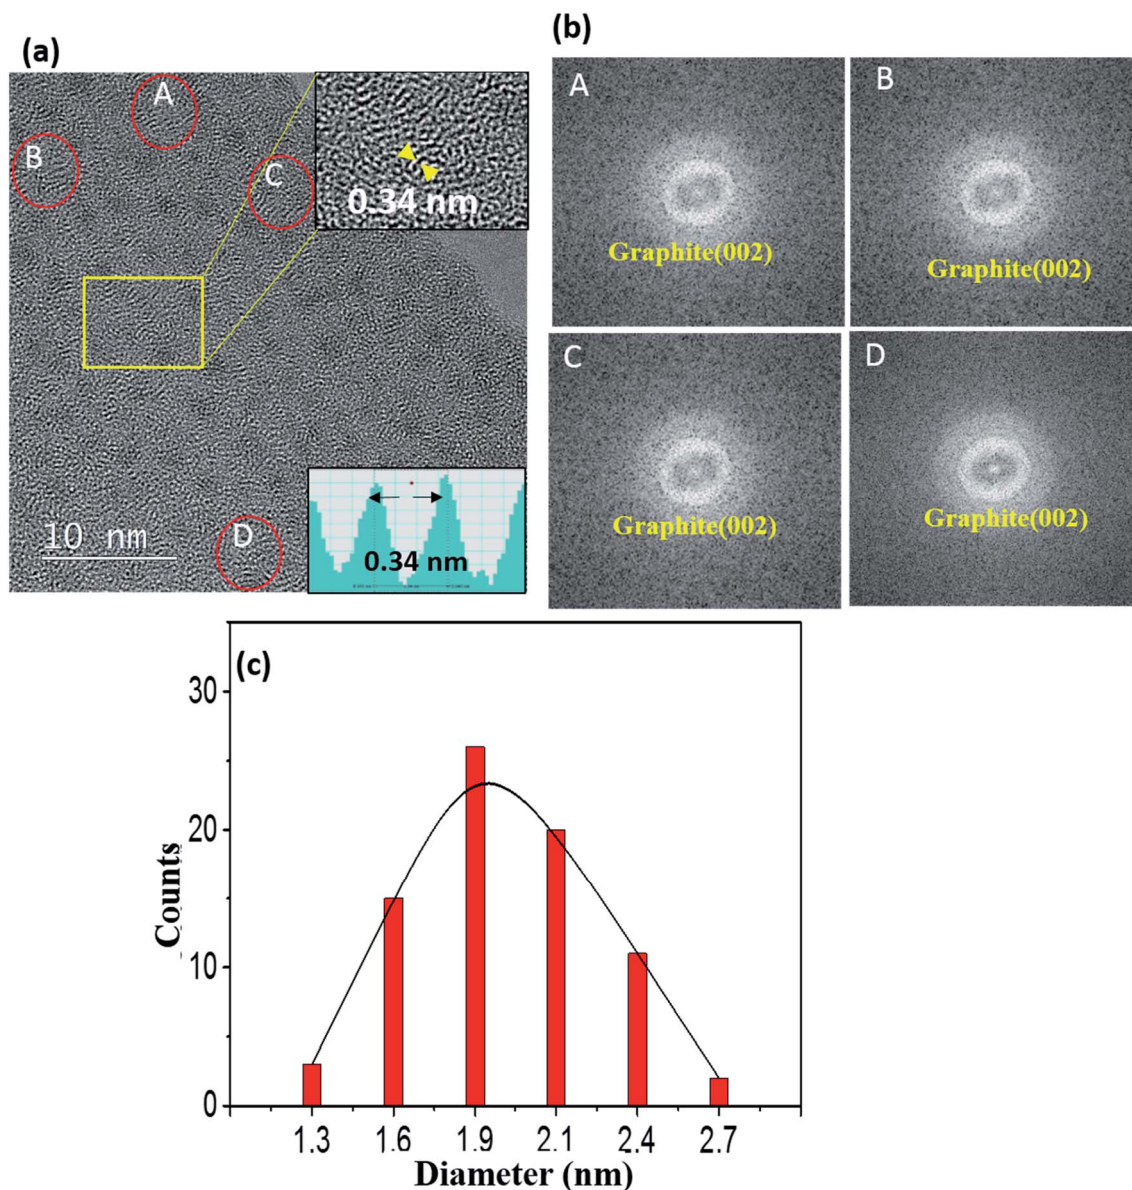 (a)
A
B
C
0.34 nm
10 nm
D
0.34 nm
(b)
A
Graphite(002)
B
Graphite(002)
C
Graphite(002)
D
Graphite(002)
(c)
30
20
10
0
Counts
1.3 1.6 1.9 2.1 2.4 2.7
Diameter (nm)